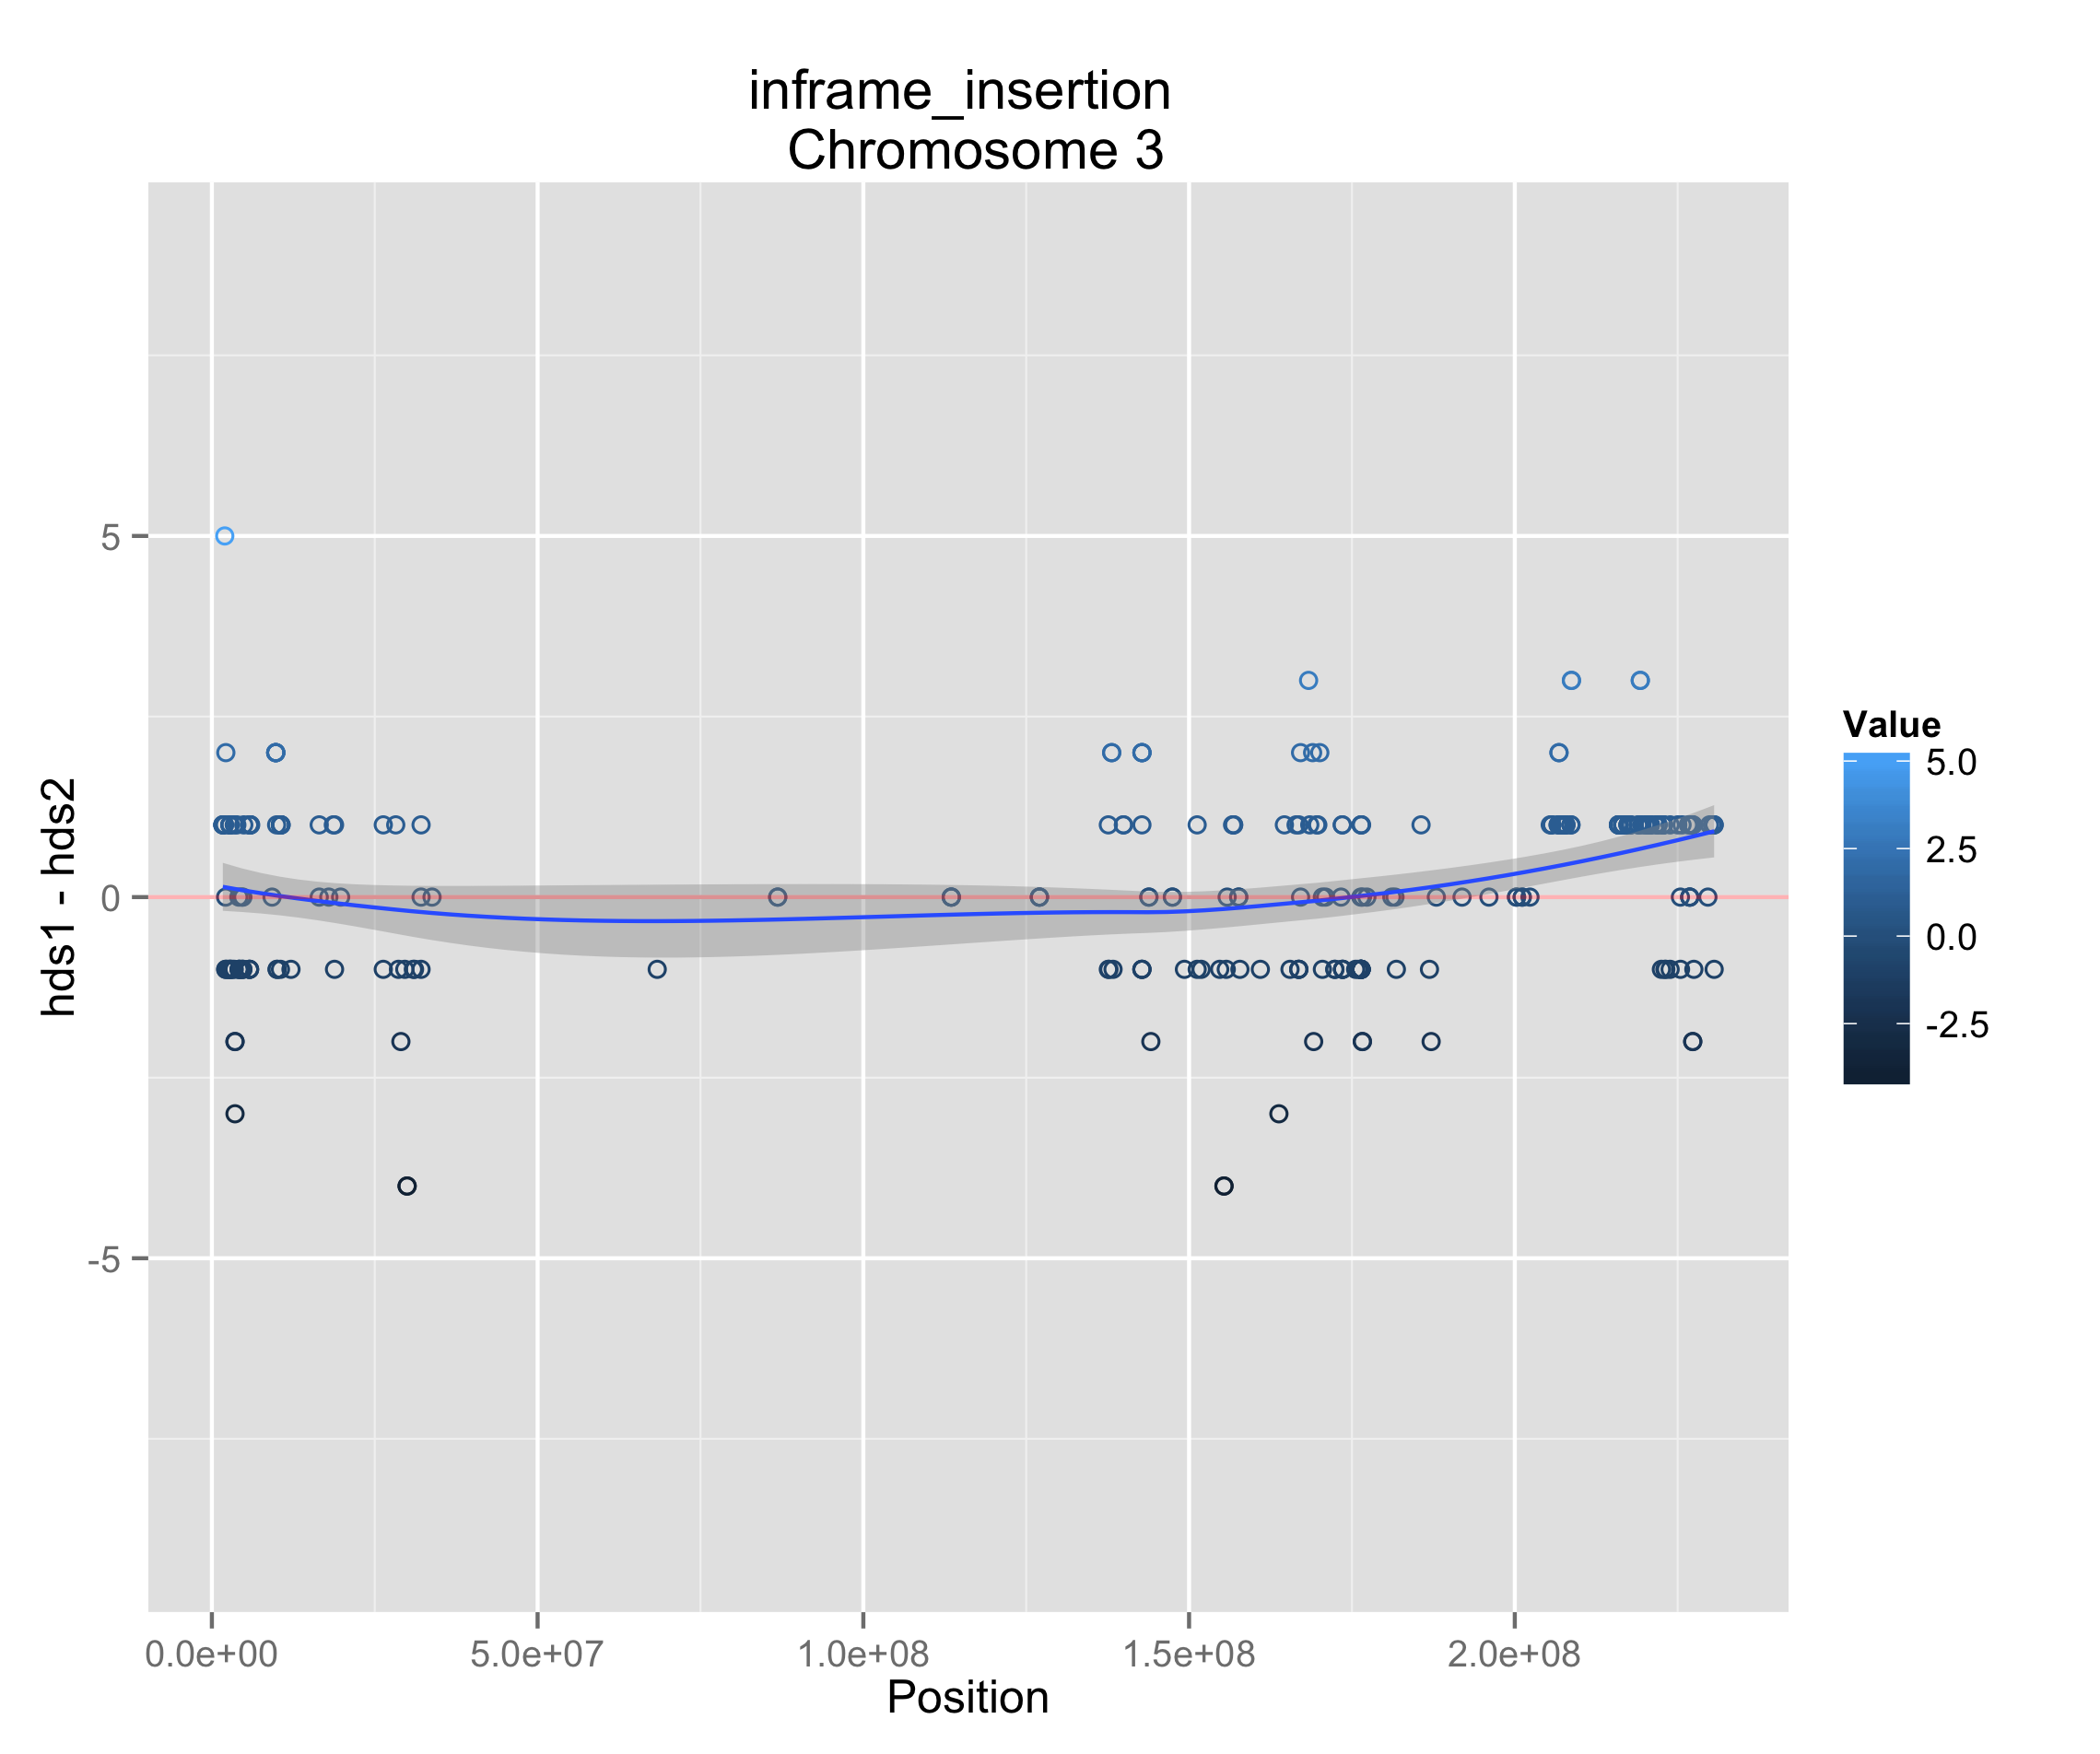 inframe_insertion
Chromosome 3
hds1 - hds2
5
0
-5
0.0e+00
5.0e+07
1.0e+08
1.5e+08
2.0e+08
Position
Value
5.0
2.5
0.0
-2.5